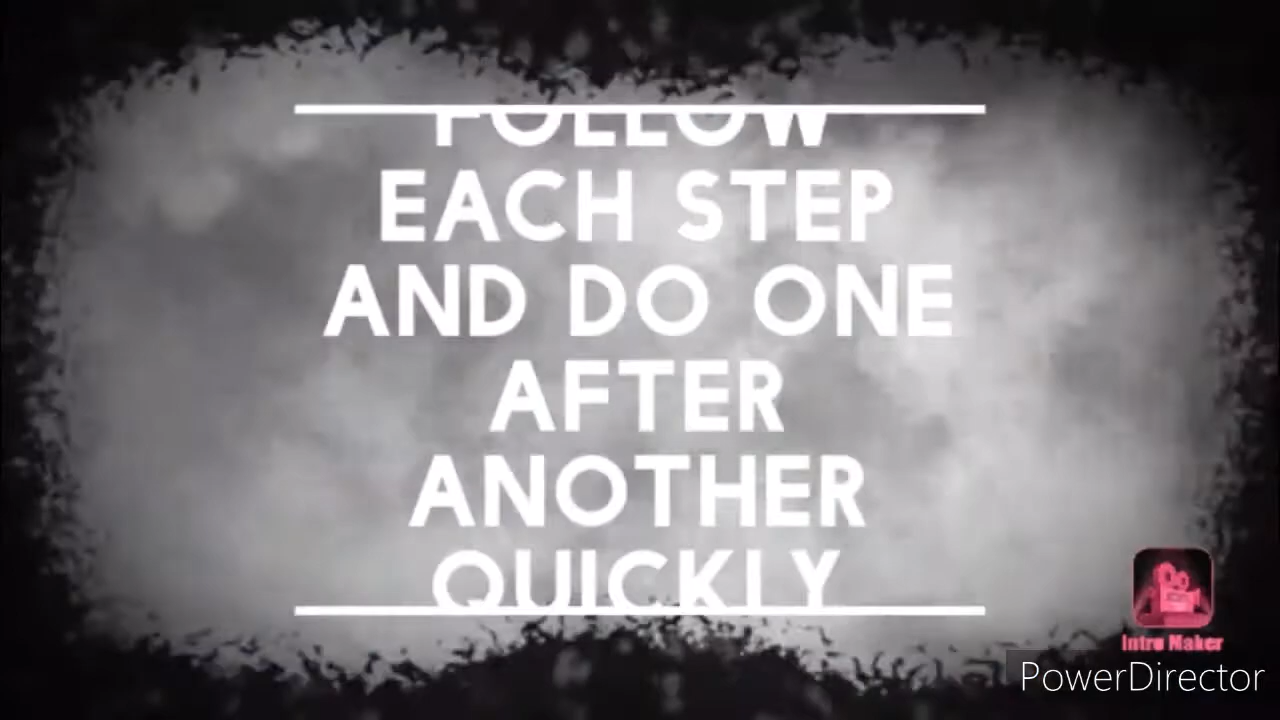 FOLLOW
EACH STEP
AND DO ONE
AFTER
ANOTHER
QUICKLY
Intro Maker
PowerDirector